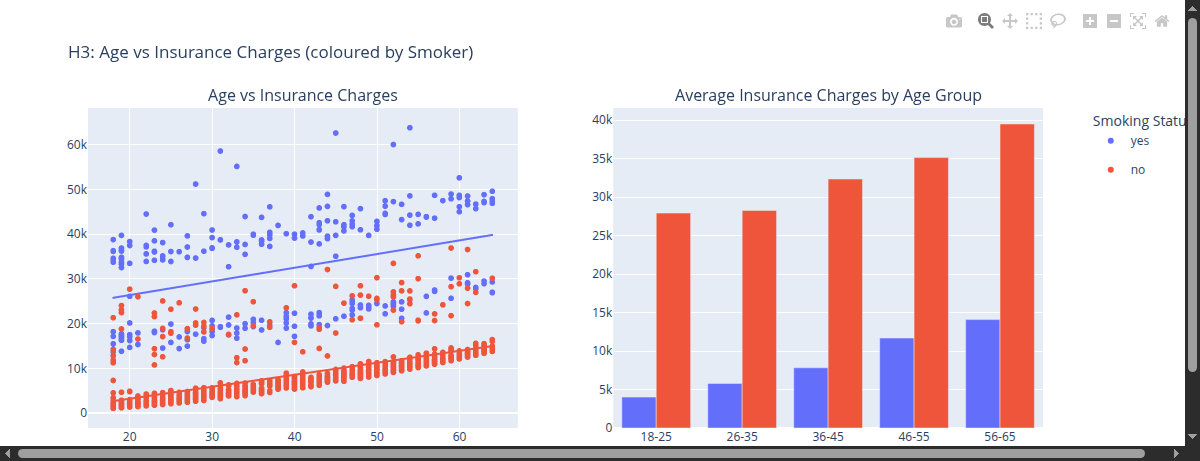 H3: Age vs Insurance Charges (coloured by Smoker)
Age vs Insurance Charges
60k
50k
40k
30k
20k
10k
0
20 30 40 50 60
Average Insurance Charges by Age Group
40k
35k
30k
25k
20k
15k
10k
5k
0
18-25 26-35 36-45 46-55 56-65
Smoking Statu
yes
no